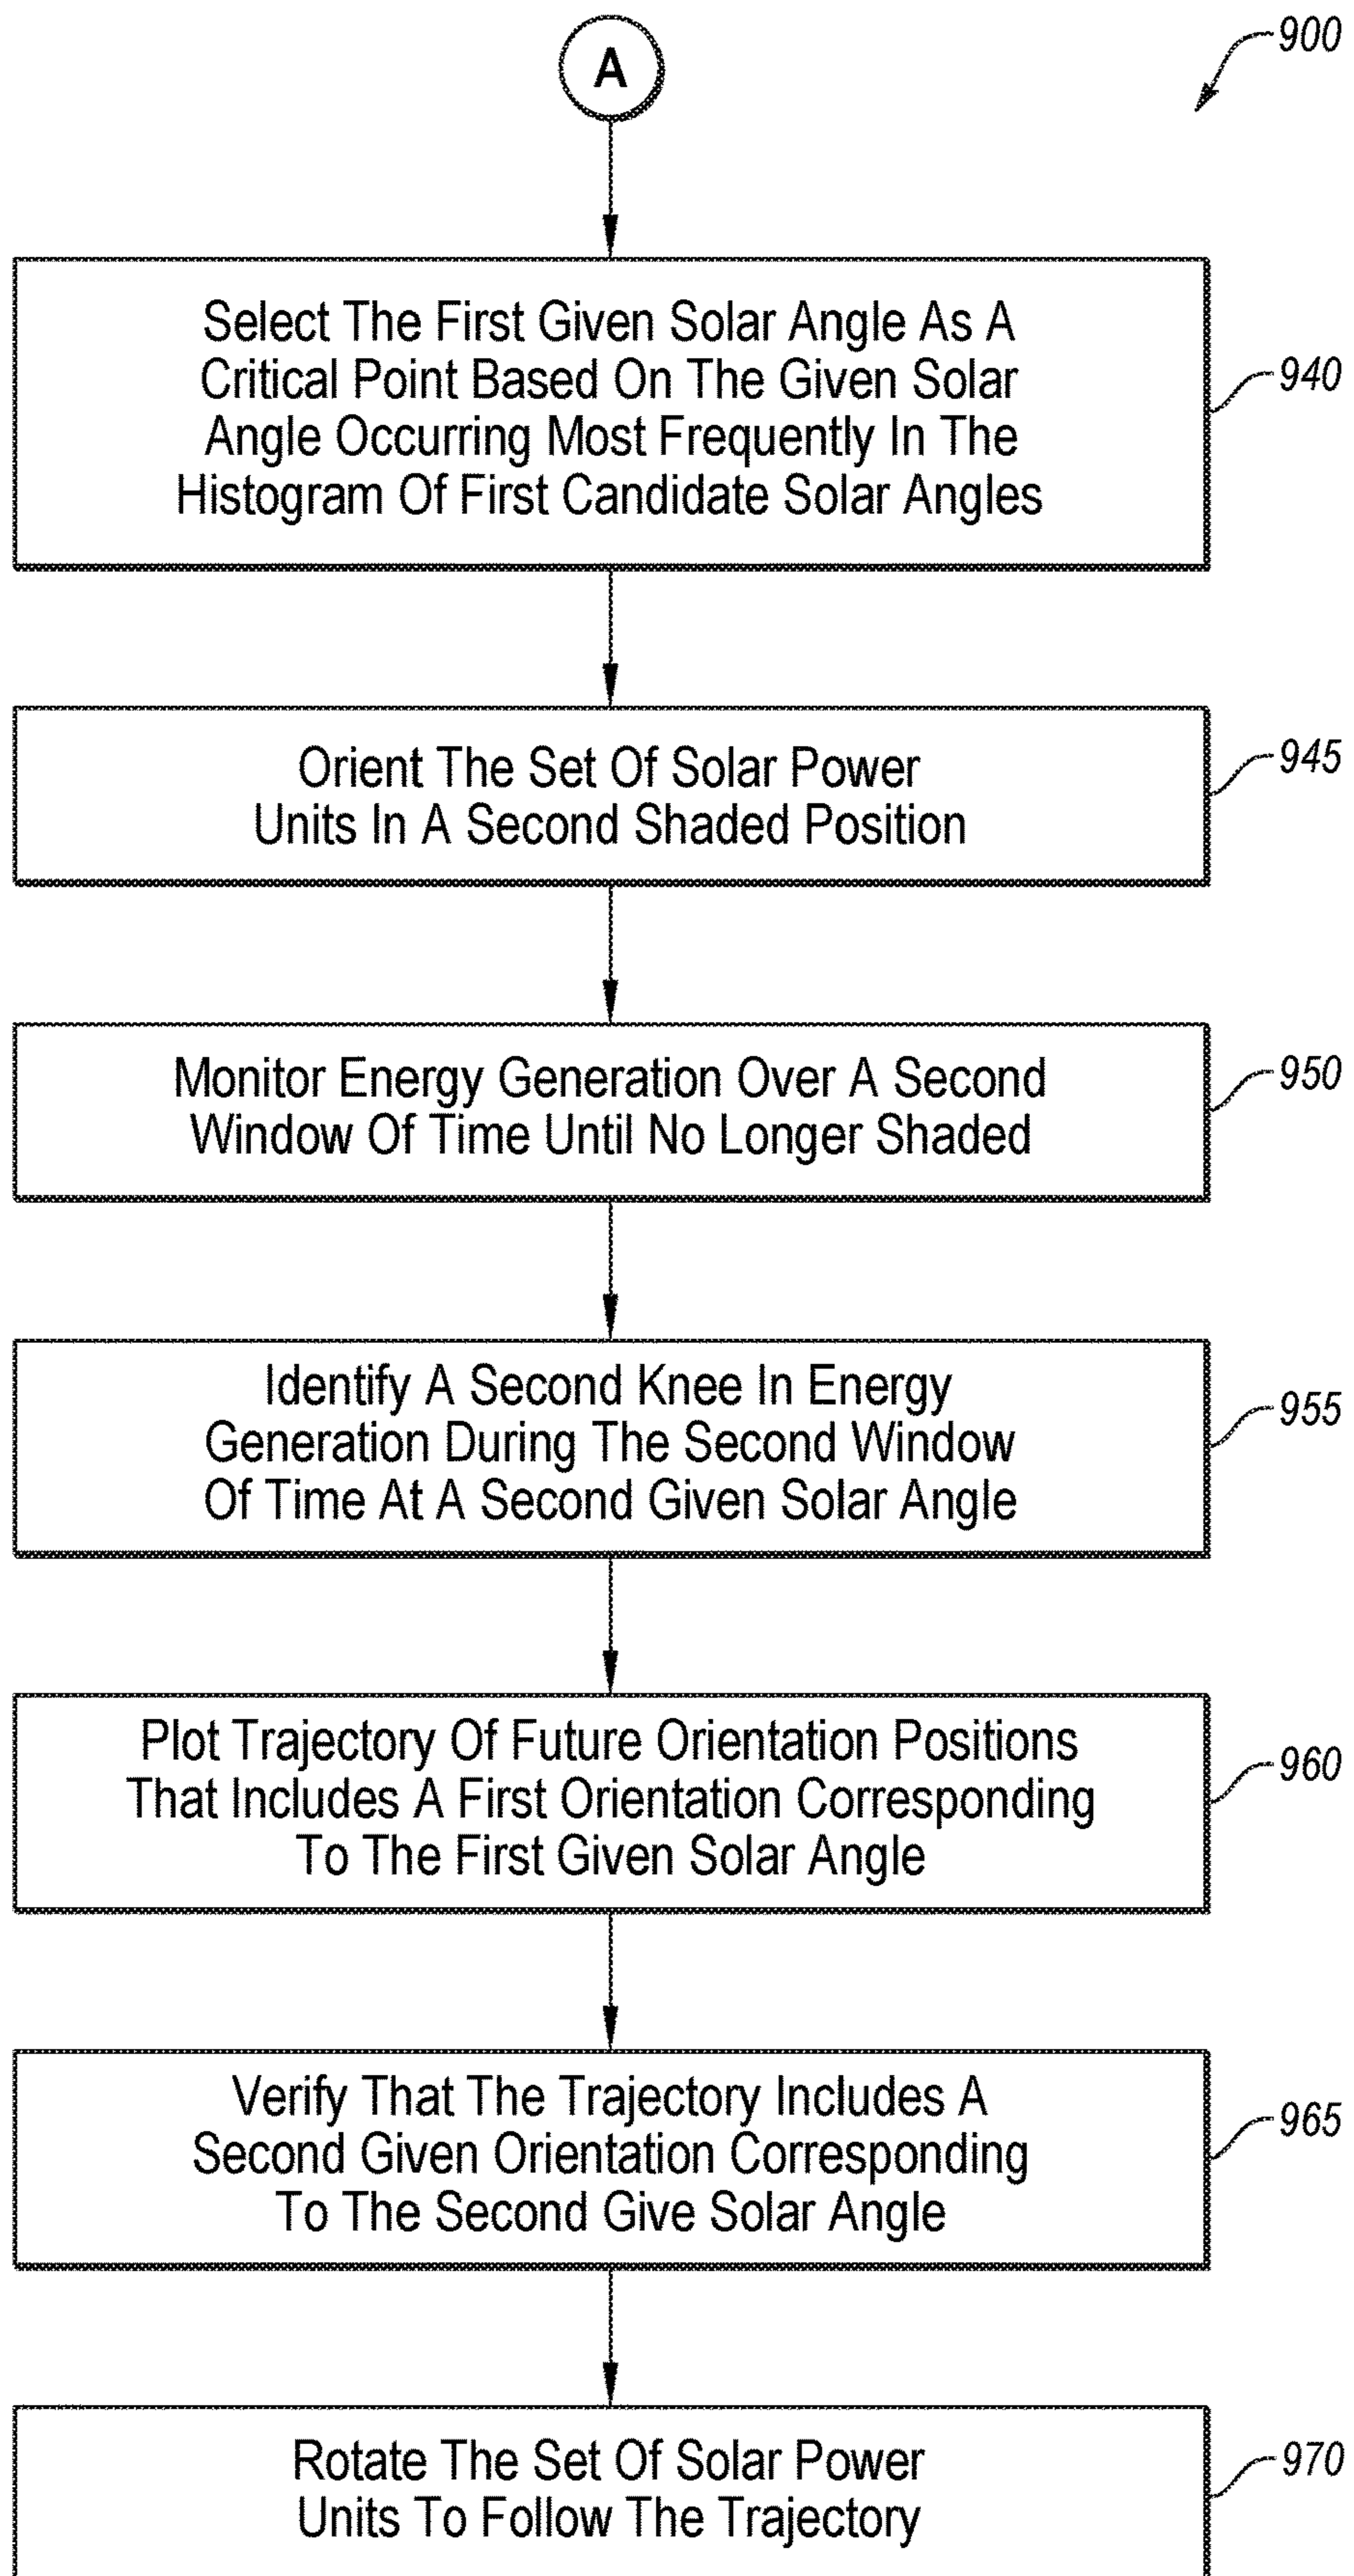 A
900
Select The First Given Solar Angle As A
Critical Point Based On The Given Solar
Angle Occurring Most Frequently In The
Histogram Of First Candidate Solar Angles
940
Orient The Set Of Solar Power
Units In A Second Shaded Position
945
Monitor Energy Generation Over A Second
Window Of Time Until No Longer Shaded
950
Identify A Second Knee In Energy
Generation During The Second Window
Of Time At A Second Given Solar Angle
955
Plot Trajectory Of Future Orientation Positions
That Includes A First Orientation Corresponding
To The First Given Solar Angle
960
Verify That The Trajectory Includes A
Second Given Orientation Corresponding
To The Second Give Solar Angle
965
Rotate The Set Of Solar Power
Units To Follow The Trajectory
970